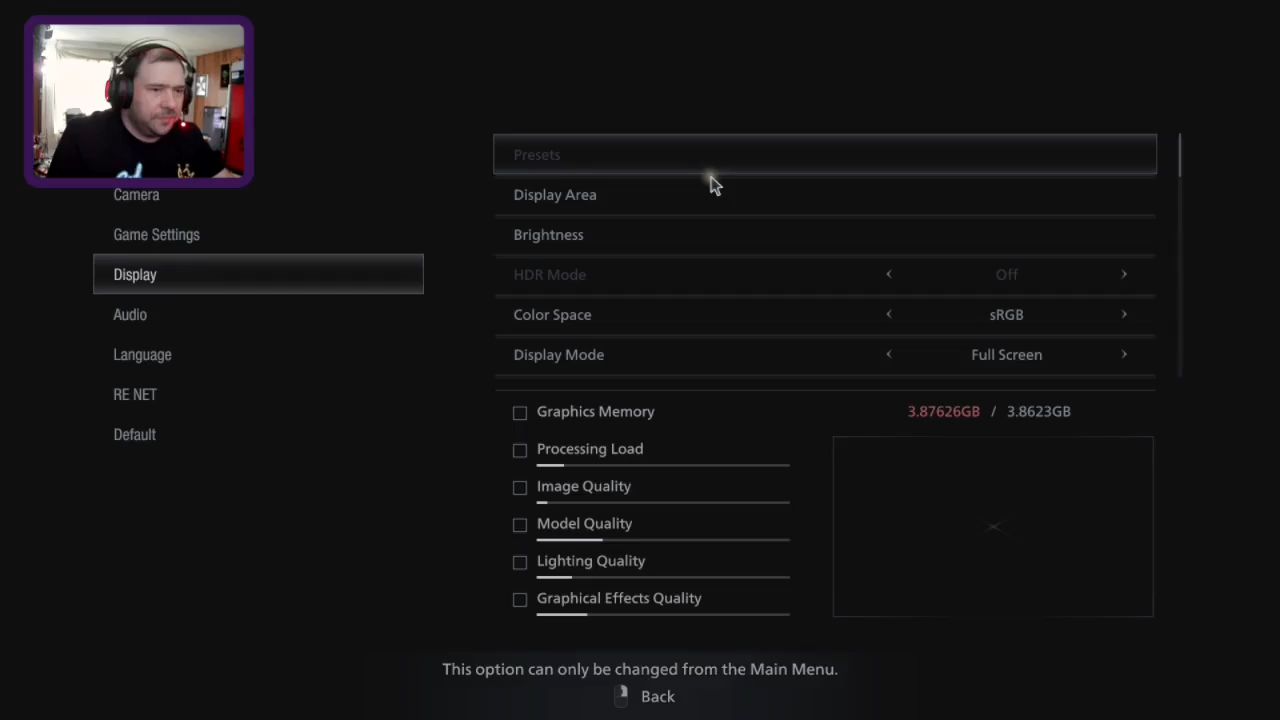 Camera
Game Settings
Display
Audio
Language
RE NET
Default
Presets
Display Area
Brightness
HDR Mode Off
Color Space sRGB
Display Mode Full Screen
Graphics Memory 3.87626GB / 3.8623GB
Processing Load
Image Quality
Model Quality
Lighting Quality
Graphical Effects Quality
This option can only be changed from the Main Menu.
Back